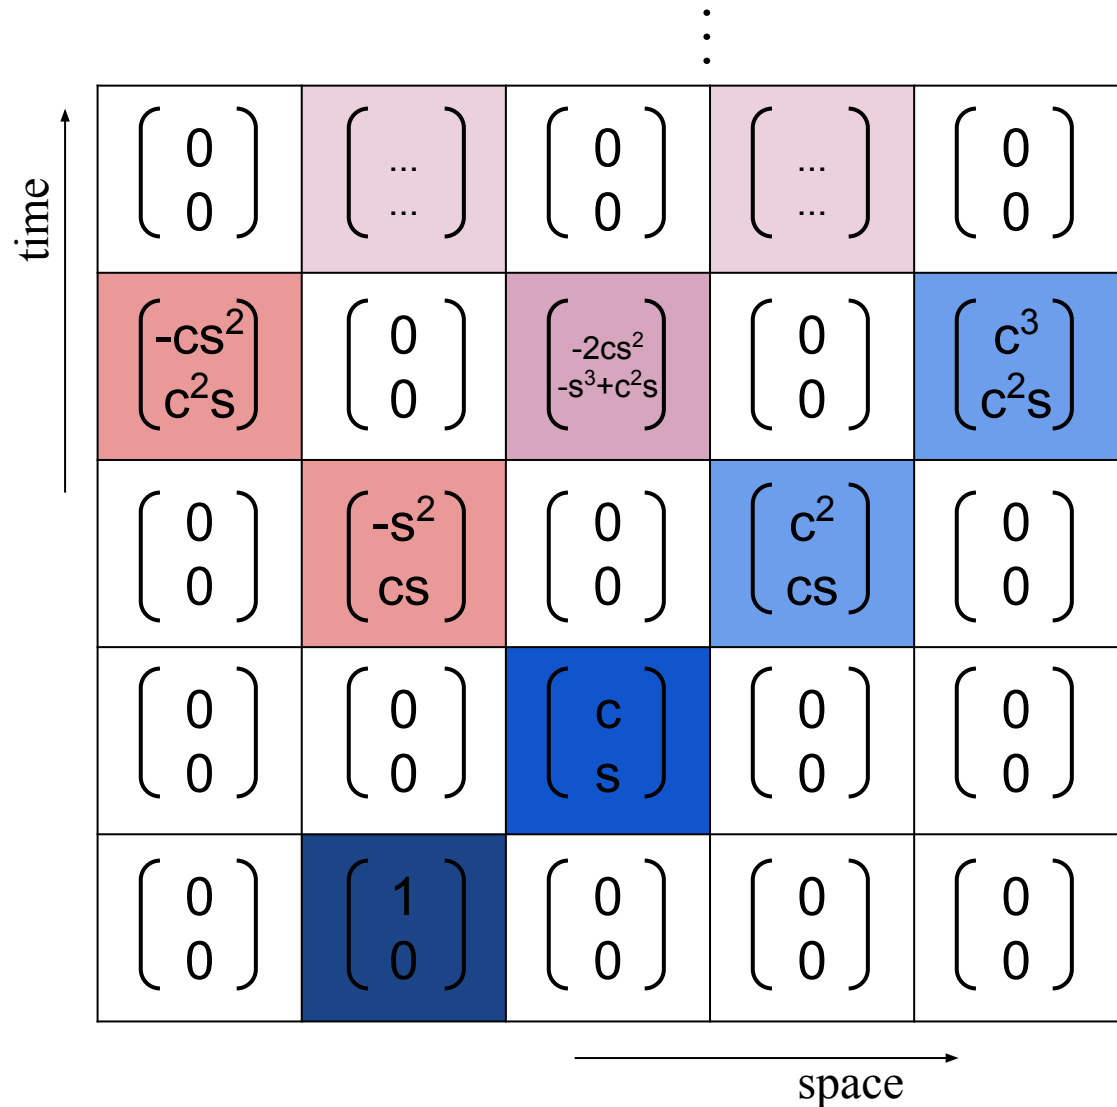 ⋮
time
0 ... 0 ... 0
0 ... 0 ... 0
-cs² 0 -2cs² 0 c³
c²s 0 -s³+c²s 0 c²s
0 -s² 0 c² 0
0 cs 0 cs 0
0 0 c 0 0
0 0 s 0 0
0 1 0 0 0
0 0 0 0 0
space